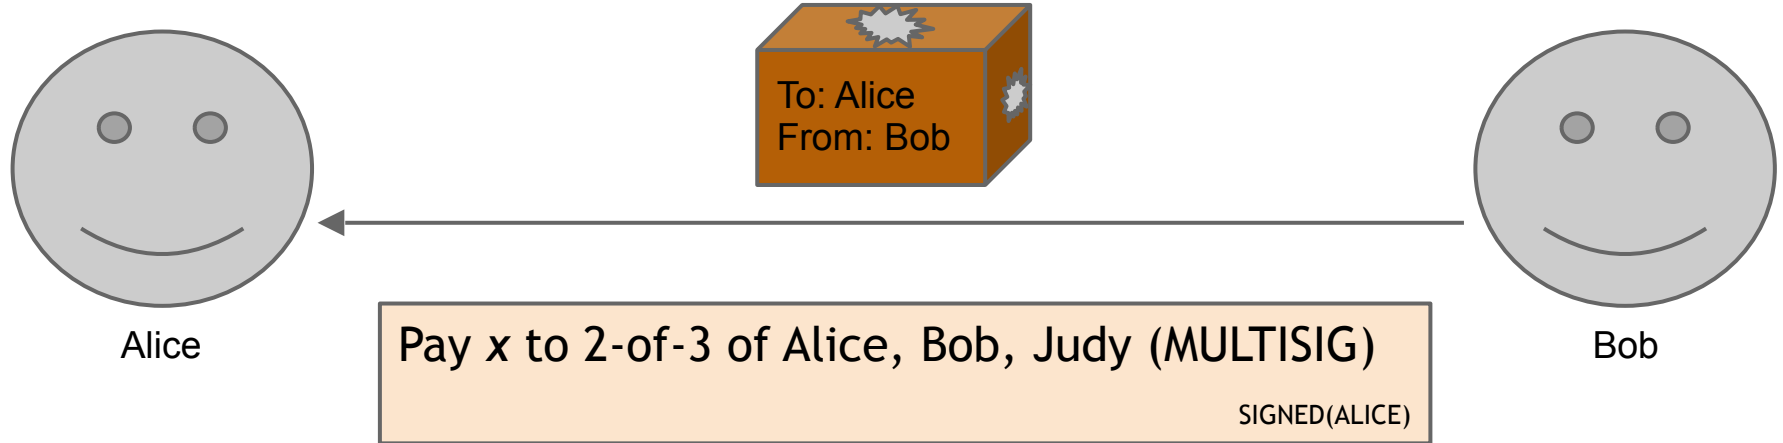 To: Alice
From: Bob
Alice
Pay x to 2-of-3 of Alice, Bob, Judy (MULTISIG)
SIGNED(ALICE)
Bob